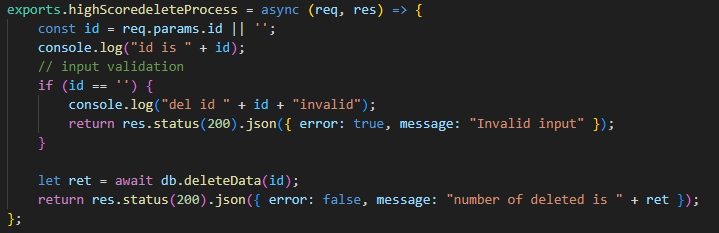 exports.highScoredeleteProcess = async (req, res) => {
const id = req.params.id || '';
console.log("id is " + id);
// input validation
if (id == '') {
console.log("del id " + id + "invalid");
return res.status(200).json({ error: true, message: "Invalid input" });
}
let ret = await db.deleteData(id);
return res.status(200).json({ error: false, message: "number of deleted is " + ret });
};